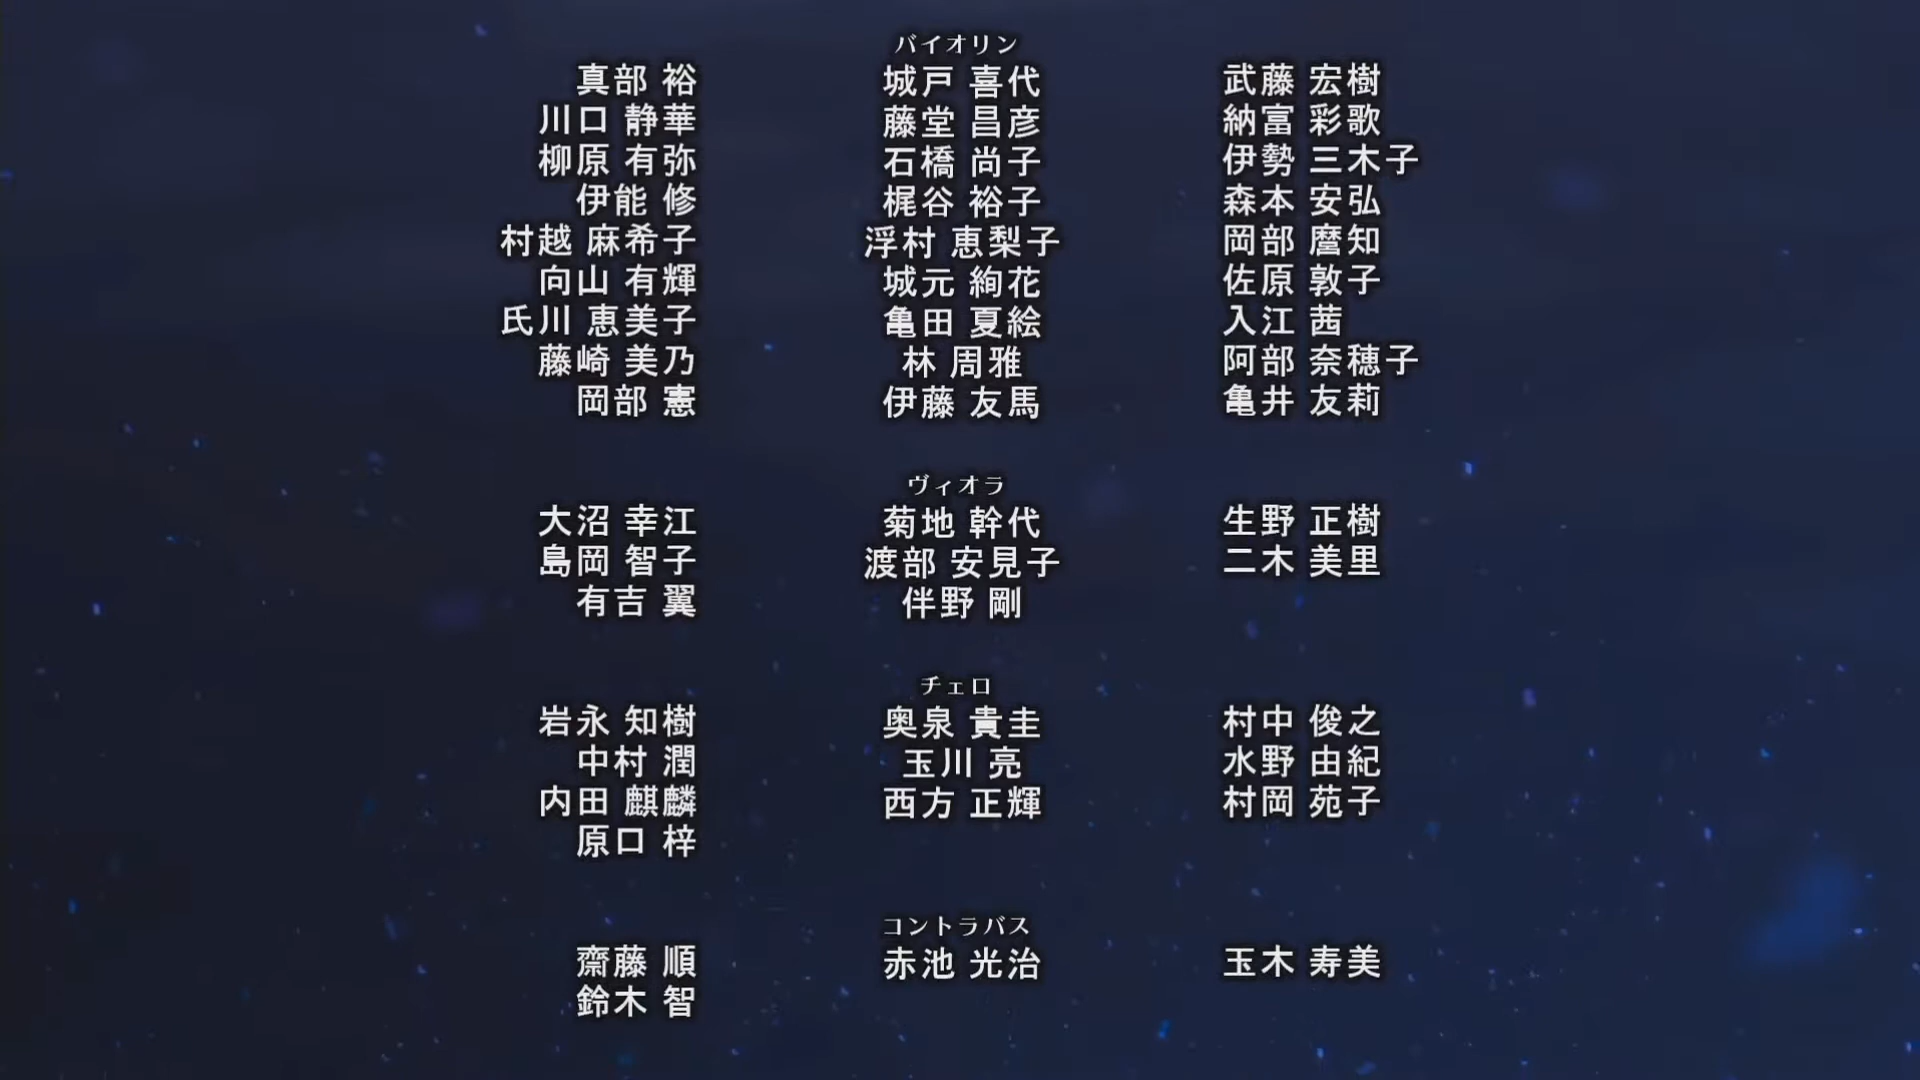 バイオリン
真部 裕 城戸 喜代 武藤 宏樹
川口 静華 藤堂 昌彦 納富 彩歌
柳原 有弥 石橋 尚子 伊勢 三木子
伊能 修 梶谷 裕子 森本 安弘
村越 麻希子 浮村 恵梨子 岡部 麿知
向山 有輝 城元 絢花 佐原 敦子
氏川 恵美子 亀田 夏絵 入江 茜
藤崎 美乃 林 周雅 阿部 奈穂子
岡部 憲 伊藤 友馬 亀井 友莉
ヴィオラ
大沼 幸江 菊地 幹代 生野 正樹
島岡 智子 渡部 安見子 二木 美里
有吉 翼 伴野 剛
チェロ
岩永 知樹 奥泉 貴圭 村中 俊之
中村 潤 玉川 亮 水野 由紀
内田 麒麟 西方 正輝 村岡 苑子
原口 梓
コントラバス
齋藤 順 赤池 光治 玉木 寿美
鈴木 智